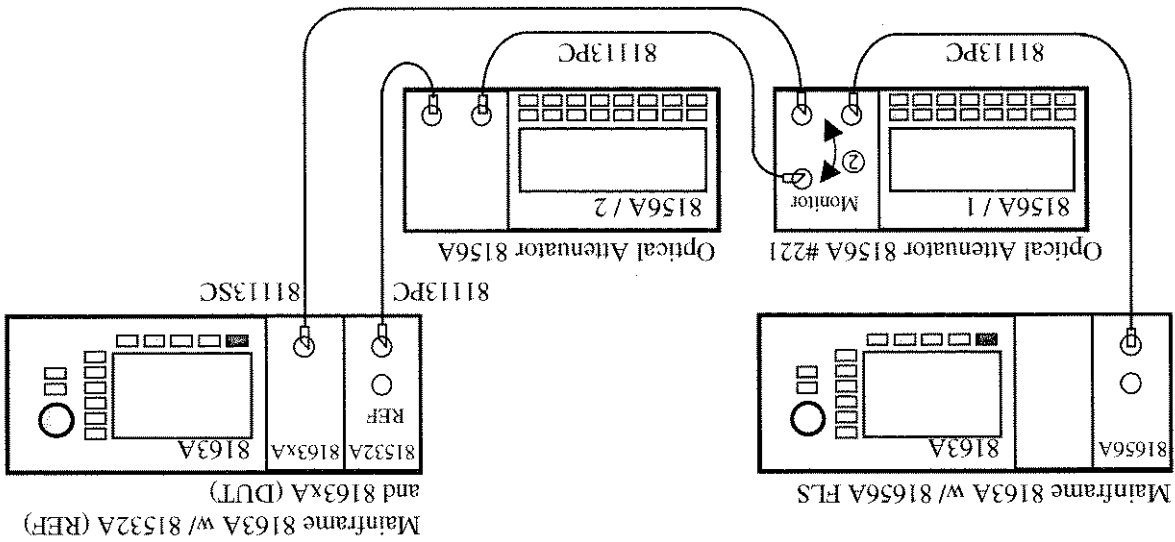 Mainframe 8163A w/ 81656A FLS
81656A
8163A
Mainframe 8163A w/ 81532A (REF)
and 8163xA (DUT)
81532A
REF
8163xA
8163A
81113PC
81113SC
Optical Attenuator 8156A #221
8156A / 1
Monitor
2
Optical Attenuator 8156A
8156A / 2
81113PC
81113PC